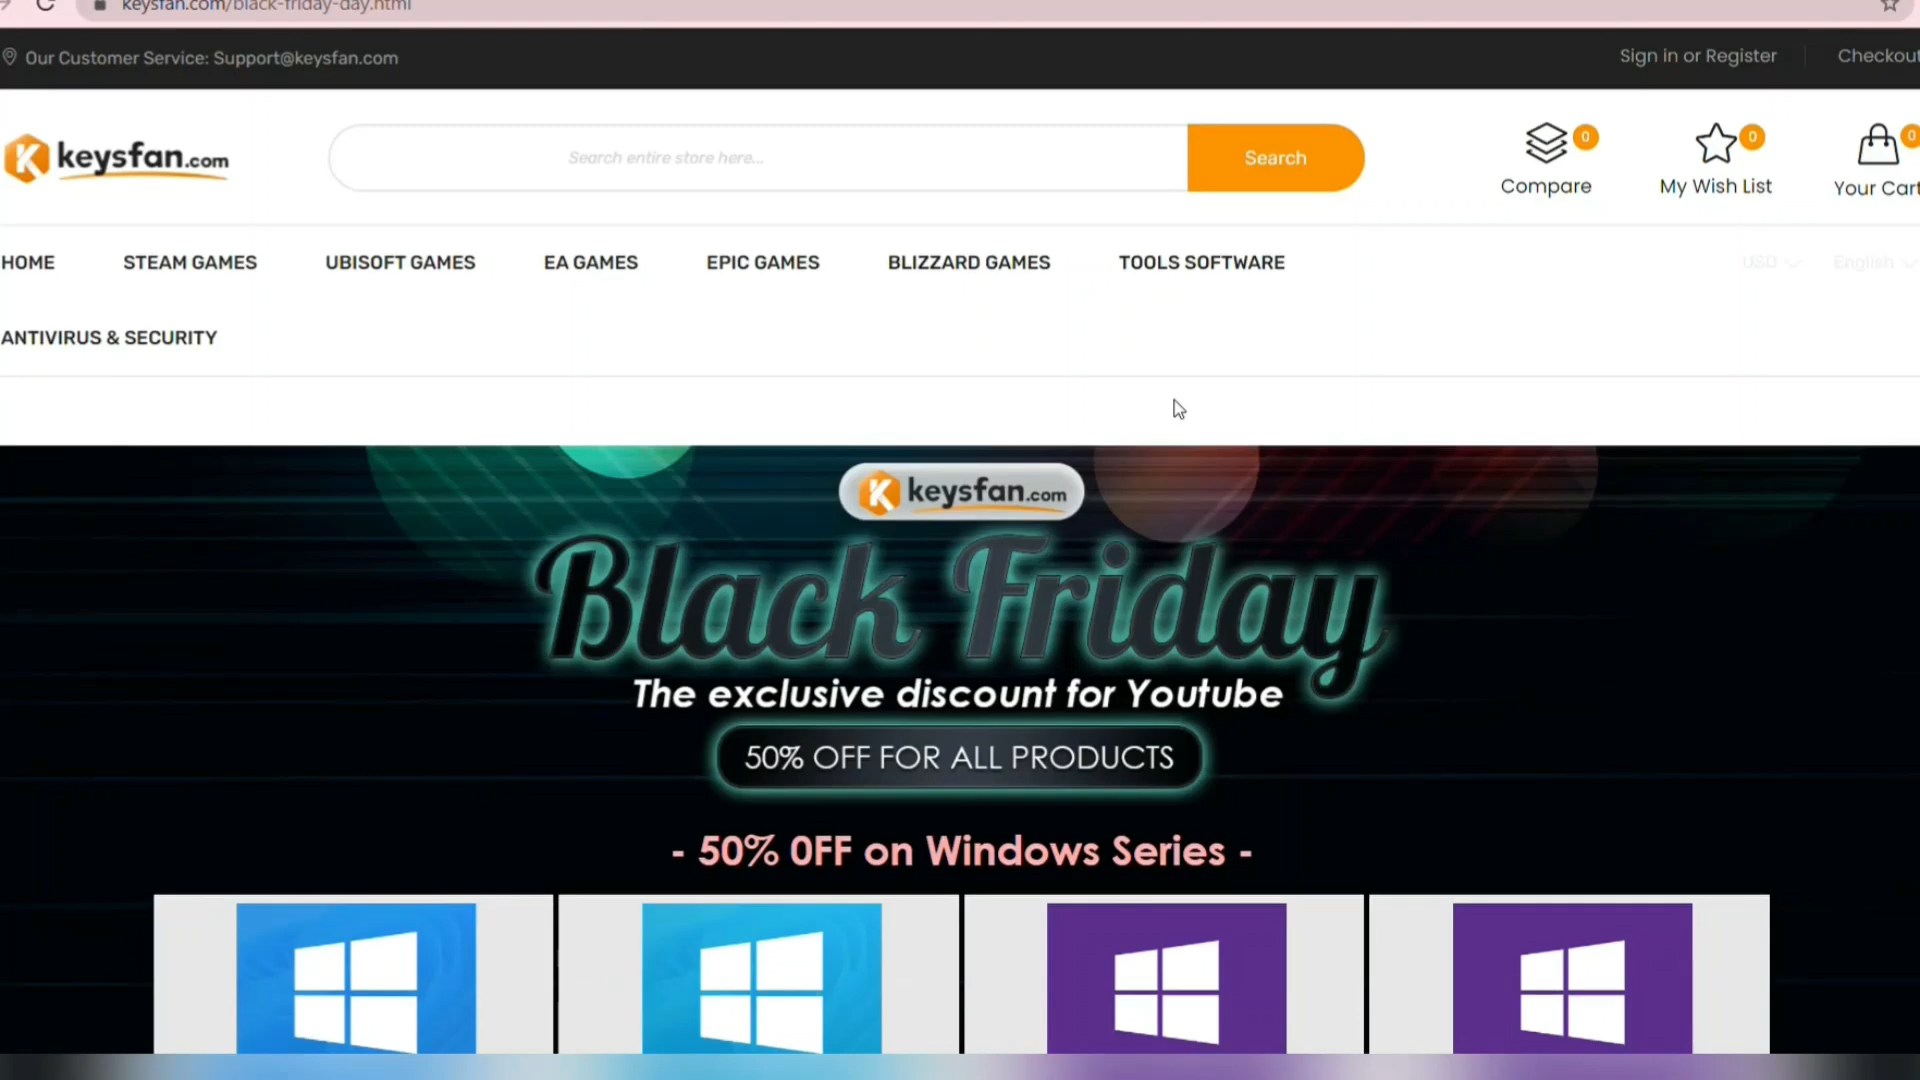 keysfan.com/black-friday-day.html
Our Customer Service: Support@keysfan.com
Sign in or Register
Checkout
keysfan.com
Search entire store here...
Search
0
0
0
Compare
My Wish List
Your Cart
HOME
STEAM GAMES
UBISOFT GAMES
EA GAMES
EPIC GAMES
BLIZZARD GAMES
TOOLS SOFTWARE
USD
English
ANTIVIRUS & SECURITY
keysfan.com
Black Friday
The exclusive discount for Youtube
50% OFF FOR ALL PRODUCTS
- 50% 0FF on Windows Series -